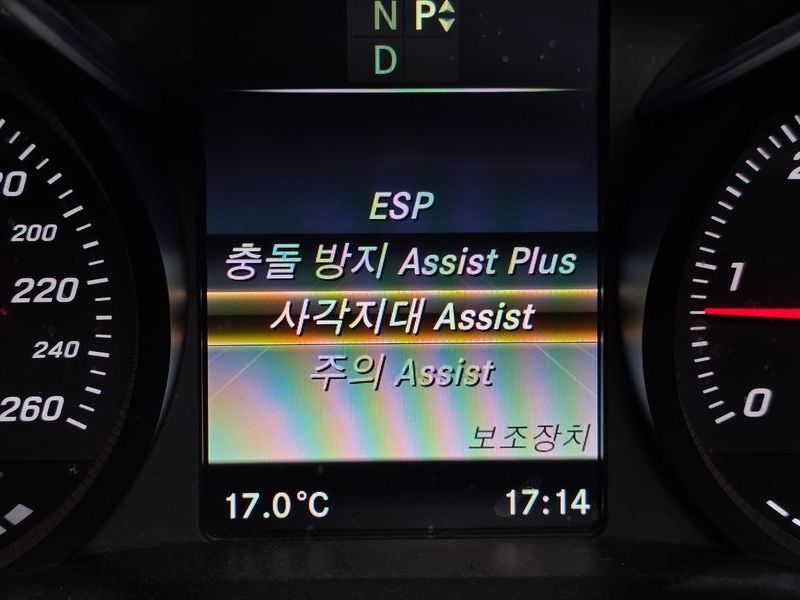 N P
D
ESP
충돌 방지 Assist Plus
사각지대 Assist
주의 Assist
보조장치
17.0°C 17:14
200
220
240
260
1
0